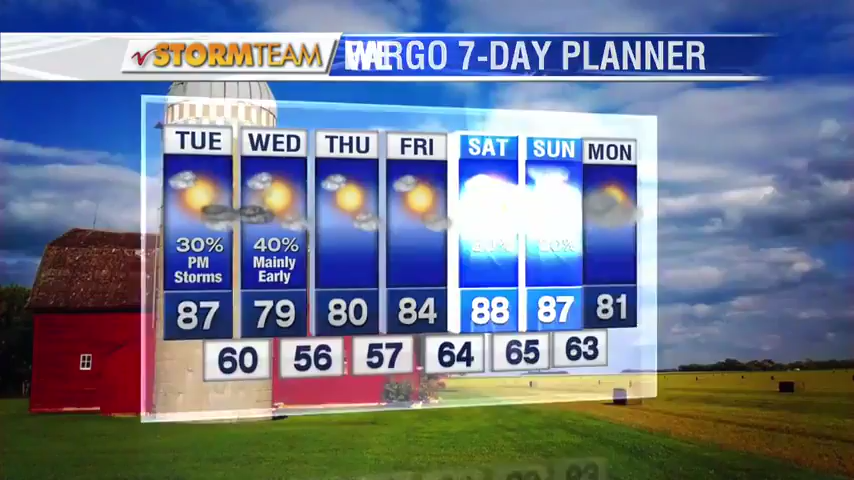 STORMTEAM
7-DAY PLANNER
TUE WED THU FRI SAT SUN MON
30% 40% 20%
PM Mainly
Storms Early
87 79 80 84 88 87 81
60 56 57 64 65 63